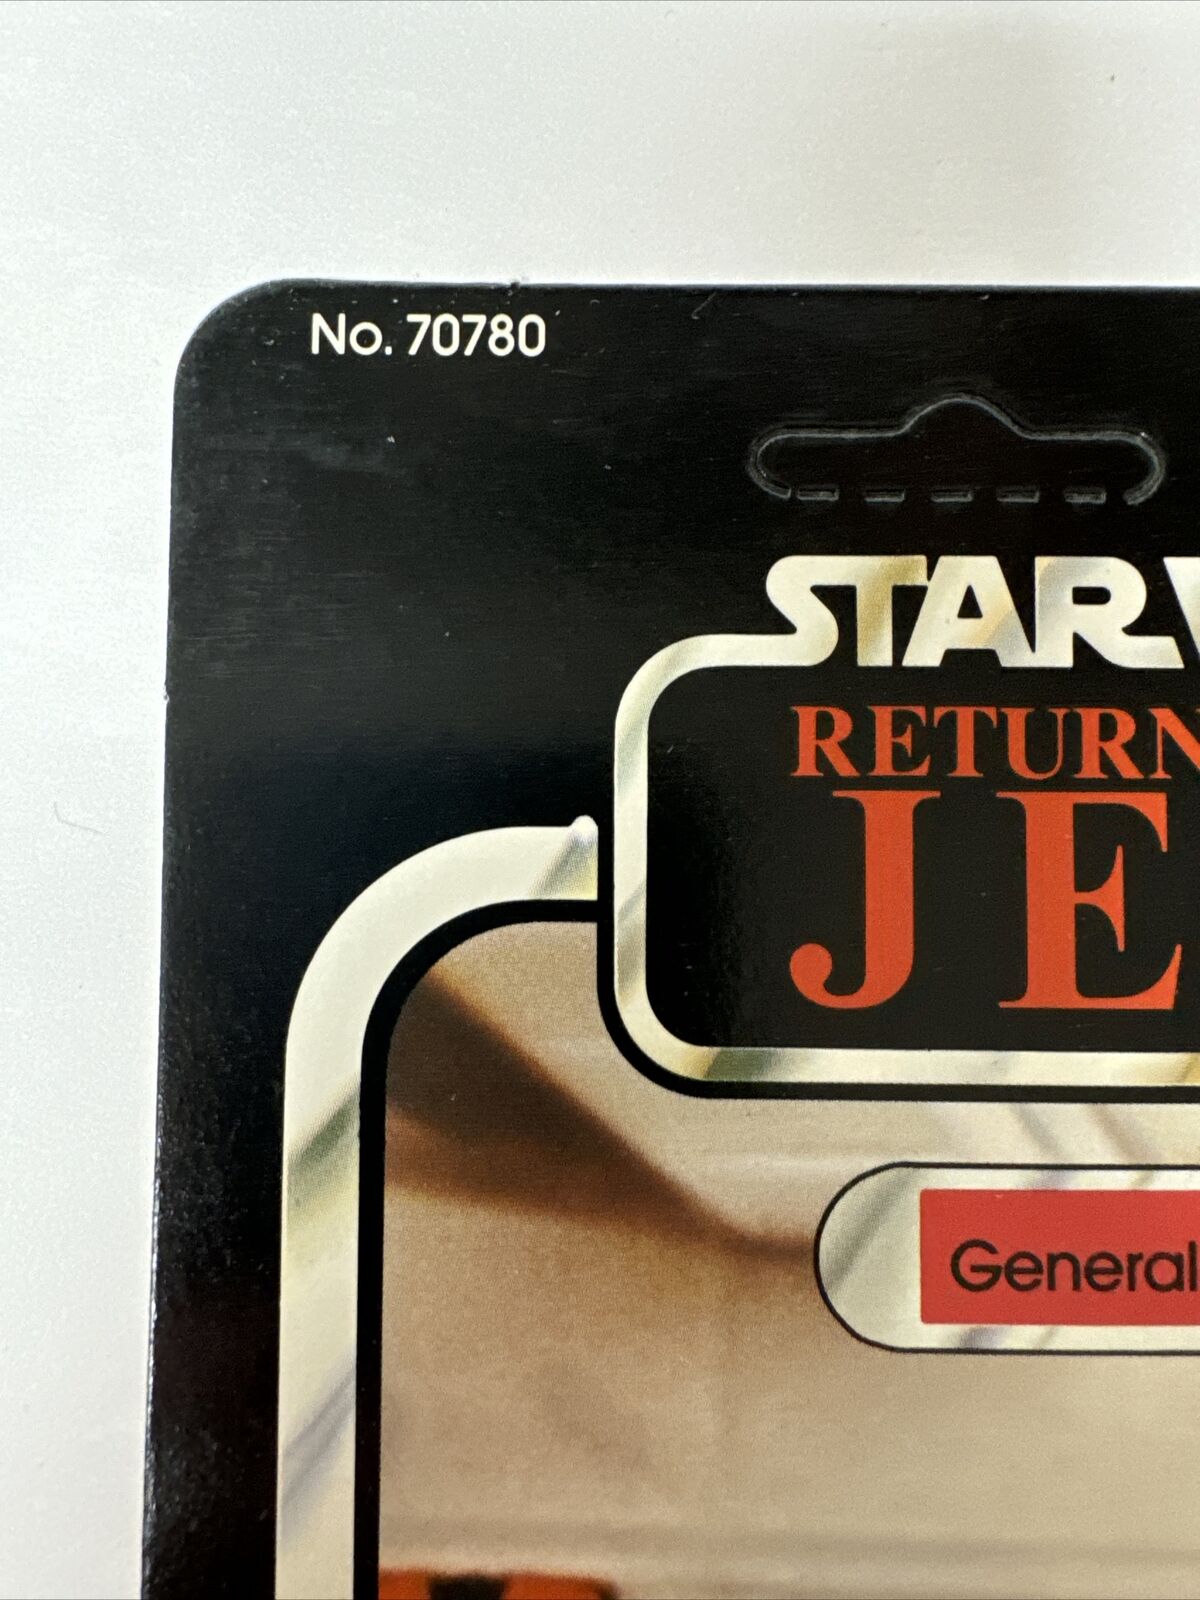 No. 70780
STAR
RETURN
JE
General